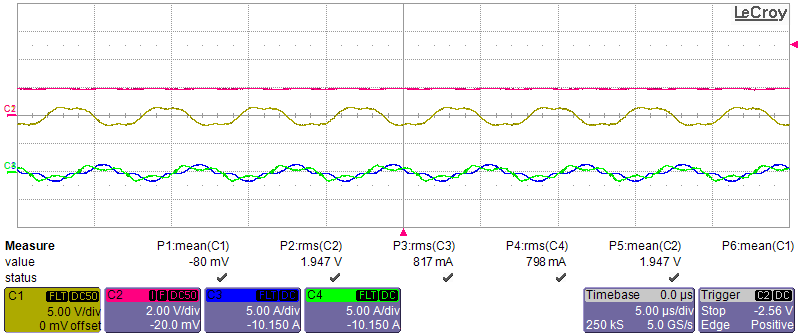 LeCroy
C2
C3
Measure P1:mean(C1) P2:rms(C2) P3:rms(C3) P4:rms(C4) P5:mean(C2) P6:mean(C1)
value -80 mV 1.947 V 817 mA 798 mA 1.947 V
status
C1 FLT DC50 C2 F DC50 C3 FLT DC C4 FLT DC Timebase 0.0 µs Trigger C2 DC
5.00 V/div 2.00 V/div 5.00 A/div 5.00 A/div 5.00 µs/div Stop -2.56 V
0 mV offset -20.0 mV -10.150 A -10.150 A 250 kS 5.0 GS/s Edge Positive